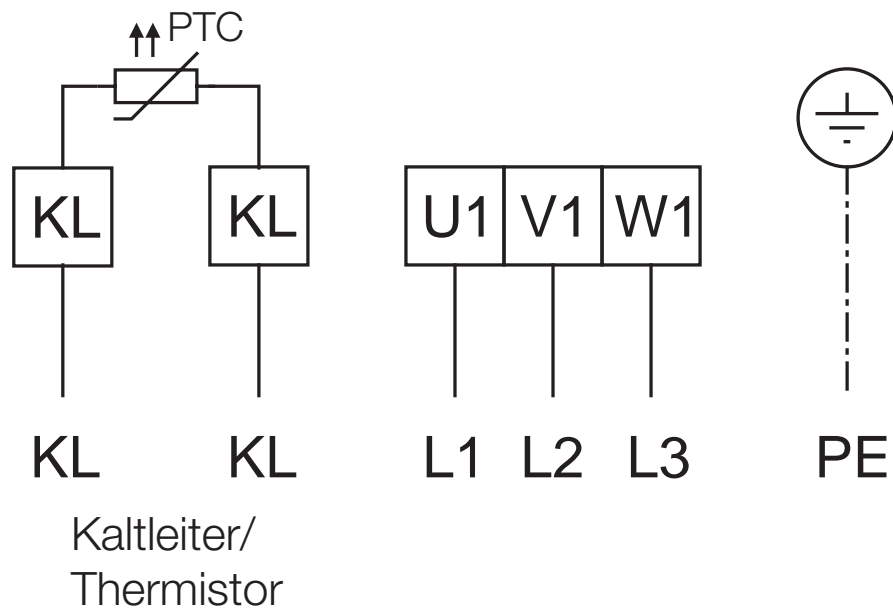 PTC
KL KL U1 V1 W1
KL KL L1 L2 L3 PE
Kaltleiter/
Thermistor